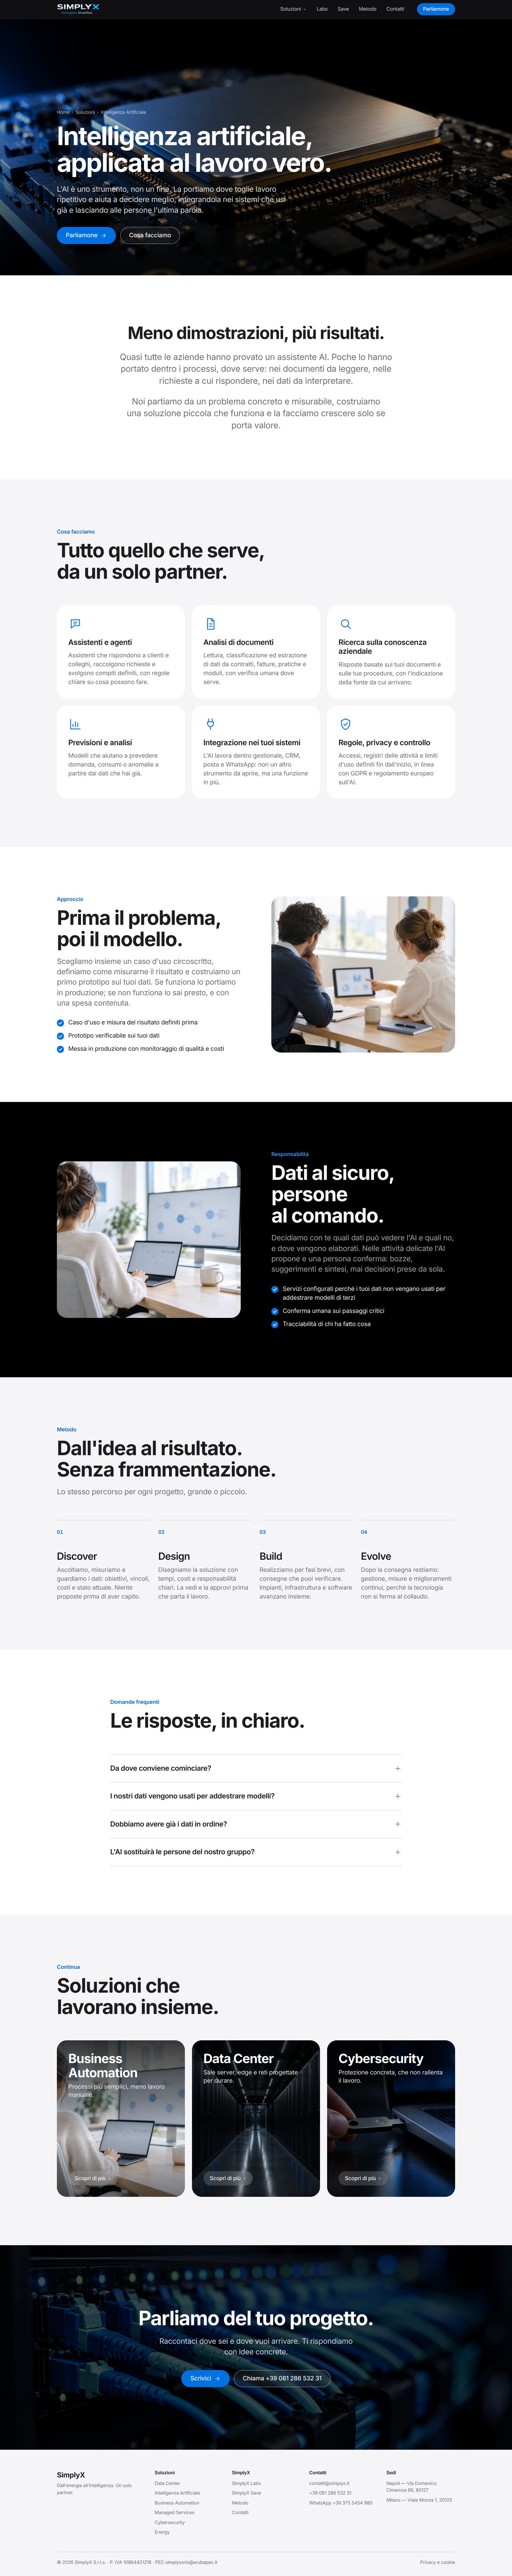 SIMPLYX
Soluzioni
Labs
Save
Metodo
Contatti
Parliamone
Home › Soluzioni › Intelligenza Artificiale
Intelligenza artificiale,
applicata al lavoro vero.
L'AI è uno strumento, non un fine. La portiamo dove toglie lavoro
ripetitivo e aiuta a decidere meglio, integrandola nei sistemi che usi
già e lasciando alle persone l'ultima parola.
Parliamone →
Cosa facciamo
Meno dimostrazioni, più risultati.
Quasi tutte le aziende hanno provato un assistente AI. Poche lo hanno
portato dentro i processi, dove serve: nei documenti da leggere, nelle
richieste a cui rispondere, nei dati da interpretare.
Noi partiamo da un problema concreto e misurabile, costruiamo
una soluzione piccola che funziona e la facciamo crescere solo se
porta valore.
Cosa facciamo
Tutto quello che serve,
da un solo partner.
Assistenti e agenti
Assistenti che rispondono a clienti e
colleghi, raccolgono richieste e
svolgono compiti definiti, con regole
chiare su cosa possono fare.
Analisi di documenti
Lettura, classificazione ed estrazione
di dati da contratti, fatture, pratiche e
moduli, con verifica umana dove
serve.
Ricerca sulla conoscenza
aziendale
Risposte basate sui tuoi documenti e
sulle tue procedure, con l'indicazione
della fonte da cui arrivano.
Previsioni e analisi
Modelli che aiutano a prevedere
domanda, consumi o anomalie a
partire dai dati che hai già.
Integrazione nei tuoi sistemi
L'AI lavora dentro gestionale, CRM,
posta e WhatsApp: non un altro
strumento da aprire, ma una funzione
in più.
Regole, privacy e controllo
Accessi, registri delle attività e limiti
d'uso definiti fin dall'inizio, in linea
con GDPR e regolamento europeo
sull'AI.
Approccio
Prima il problema,
poi il modello.
Scegliamo insieme un caso d'uso circoscritto,
definiamo come misurarne il risultato e costruiamo un
primo prototipo sui tuoi dati. Se funziona lo portiamo
in produzione; se non funziona lo sai presto, e con
una spesa contenuta.
Caso d'uso e misura del risultato definiti prima
Prototipo verificabile sui tuoi dati
Messa in produzione con monitoraggio di qualità e costi
Responsabilità
Dati al sicuro,
persone
al comando.
Decidiamo con te quali dati può vedere l'AI e quali no,
e dove vengono elaborati. Nelle attività delicate l'AI
propone e una persona conferma: bozze,
suggerimenti e sintesi, mai decisioni prese da sola.
Servizi configurati perché i tuoi dati non vengano usati per
addestrare modelli di terzi
Conferma umana sui passaggi critici
Tracciabilità di chi ha fatto cosa
Metodo
Dall'idea al risultato.
Senza frammentazione.
Lo stesso percorso per ogni progetto, grande o piccolo.
01
Discover
Ascoltiamo, misuriamo e
guardiamo i dati: obiettivi, vincoli,
costi e stato attuale. Niente
proposte prima di aver capito.
02
Design
Disegniamo la soluzione con
tempi, costi e responsabilità
chiari. La vedi e la approvi prima
che parta il lavoro.
03
Build
Realizziamo per fasi brevi, con
consegne che puoi verificare.
Impianti, infrastruttura e software
avanzano insieme.
04
Evolve
Dopo la consegna restiamo:
gestione, misure e miglioramenti
continui, perché la tecnologia
non si ferma al collaudo.
Domande frequenti
Le risposte, in chiaro.
Da dove conviene cominciare?
I nostri dati vengono usati per addestrare modelli?
Dobbiamo avere già i dati in ordine?
L'AI sostituirà le persone del nostro gruppo?
Continua
Soluzioni che
lavorano insieme.
Business
Automation
Processi più semplici, meno lavoro
manuale.
Scopri di più ›
Data Center
Sale server, edge e reti progettate
per durare.
Scopri di più ›
Cybersecurity
Protezione concreta, che non rallenta
il lavoro.
Scopri di più ›
Parliamo del tuo progetto.
Raccontaci dove sei e dove vuoi arrivare. Ti rispondiamo
con idee concrete.
Scrivici →
Chiama +39 081 286 532 31
SimplyX
Dall'energia all'intelligenza. Un solo
partner.
Soluzioni
Data Center
Intelligenza Artificiale
Business Automation
Managed Services
Cybersecurity
Energy
SimplyX
SimplyX Labs
SimplyX Save
Metodo
Contatti
Contatti
contatti@simplyx.it
+39 081 286 532 31
WhatsApp +39 375 5454 980
Sedi
Napoli — Via Domenico
Cimarosa 69, 80127
Milano — Viale Monza 1, 20125
© 2026 SimplyX S.r.l.s. · P. IVA 10864421218 · PEC simplyxsrls@arubapec.it
Privacy e cookie